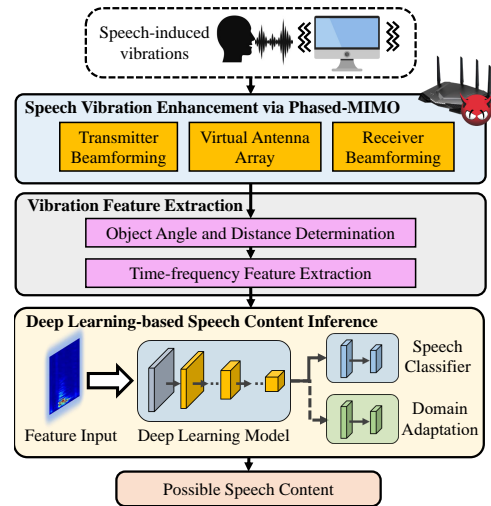 Speech-induced
vibrations
Speech Vibration Enhancement via Phased-MIMO
Transmitter
Beamforming
Virtual Antenna
Array
Receiver
Beamforming
Vibration Feature Extraction
Object Angle and Distance Determination
Time-frequency Feature Extraction
Deep Learning-based Speech Content Inference
Feature Input
Deep Learning Model
Speech
Classifier
Domain
Adaptation
Possible Speech Content